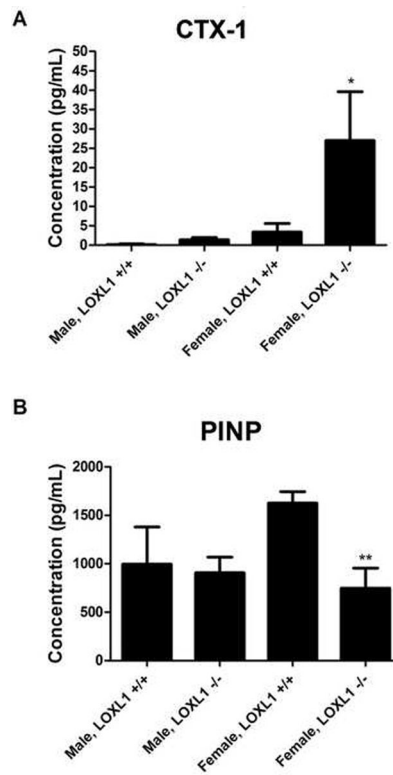 A
CTX-1
Concentration (pg/mL)
50
45
40
35
30
25
20
15
10
5
0
*
Male, LOXL1 +/+
Male, LOXL1 -/-
Female, LOXL1 +/+
Female, LOXL1 -/-
B
PINP
Concentration (pg/mL)
2000
1500
1000
500
0
**
Male, LOXL1 +/+
Male, LOXL1 -/-
Female, LOXL1 +/+
Female, LOXL1 -/-